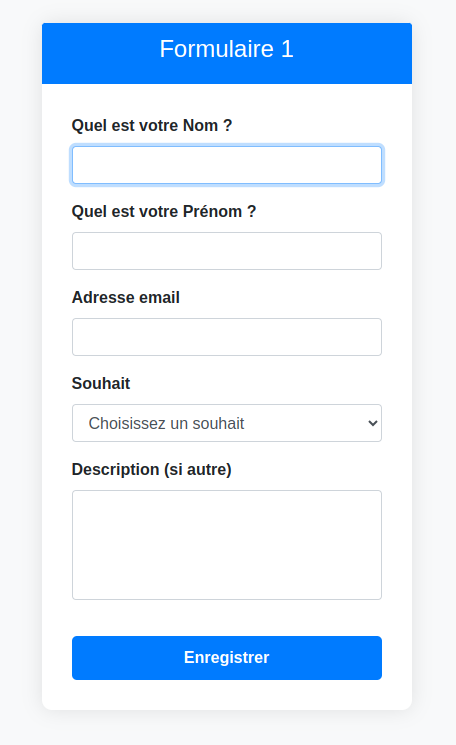 Formulaire 1
Quel est votre Nom ?
Quel est votre Prénom ?
Adresse email
Souhait
Choisissez un souhait
Description (si autre)
Enregistrer